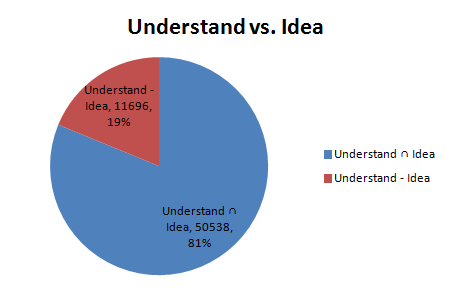 Understand vs. Idea
Understand -
Idea, 11696,
19%
Understand ∩
Idea, 50538,
81%
Understand ∩ Idea
Understand - Idea